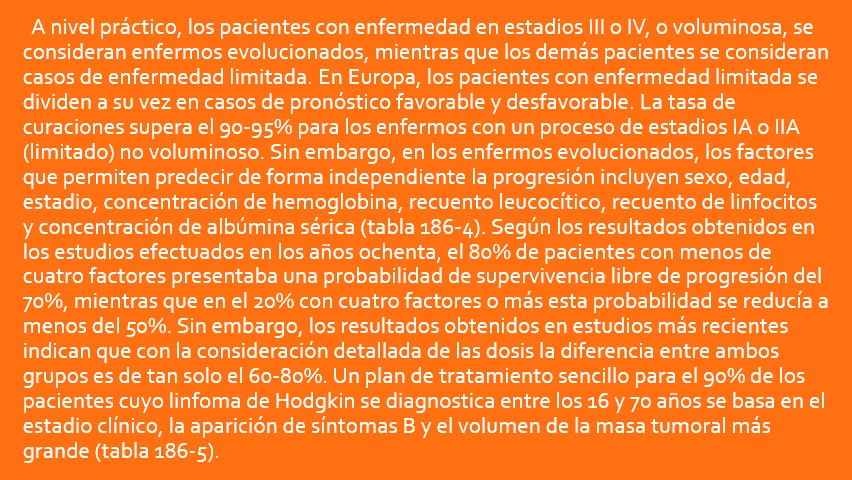 A nivel práctico, los pacientes con enfermedad en estadios III o IV, o voluminosa, se
consideran enfermos evolucionados, mientras que los demás pacientes se consideran
casos de enfermedad limitada. En Europa, los pacientes con enfermedad limitada se
dividen a su vez en casos de pronóstico favorable y desfavorable. La tasa de
curaciones supera el 90-95% para los enfermos con un proceso de estadios IA o IIA
(limitado) no voluminoso. Sin embargo, en los enfermos evolucionados, los factores
que permiten predecir de forma independiente la progresión incluyen sexo, edad,
estadio, concentración de hemoglobina, recuento leucocítico, recuento de linfocitos
y concentración de albúmina sérica (tabla 186-4). Según los resultados obtenidos en
los estudios efectuados en los años ochenta, el 80% de pacientes con menos de
cuatro factores presentaba una probabilidad de supervivencia libre de progresión del
70%, mientras que en el 20% con cuatro factores o más esta probabilidad se reducía a
menos del 50%. Sin embargo, los resultados obtenidos en estudios más recientes
indican que con la consideración detallada de las dosis la diferencia entre ambos
grupos es de tan solo el 60-80%. Un plan de tratamiento sencillo para el 90% de los
pacientes cuyo linfoma de Hodgkin se diagnostica entre los 16 y 70 años se basa en el
estadio clínico, la aparición de síntomas B y el volumen de la masa tumoral más
grande (tabla 186-5).